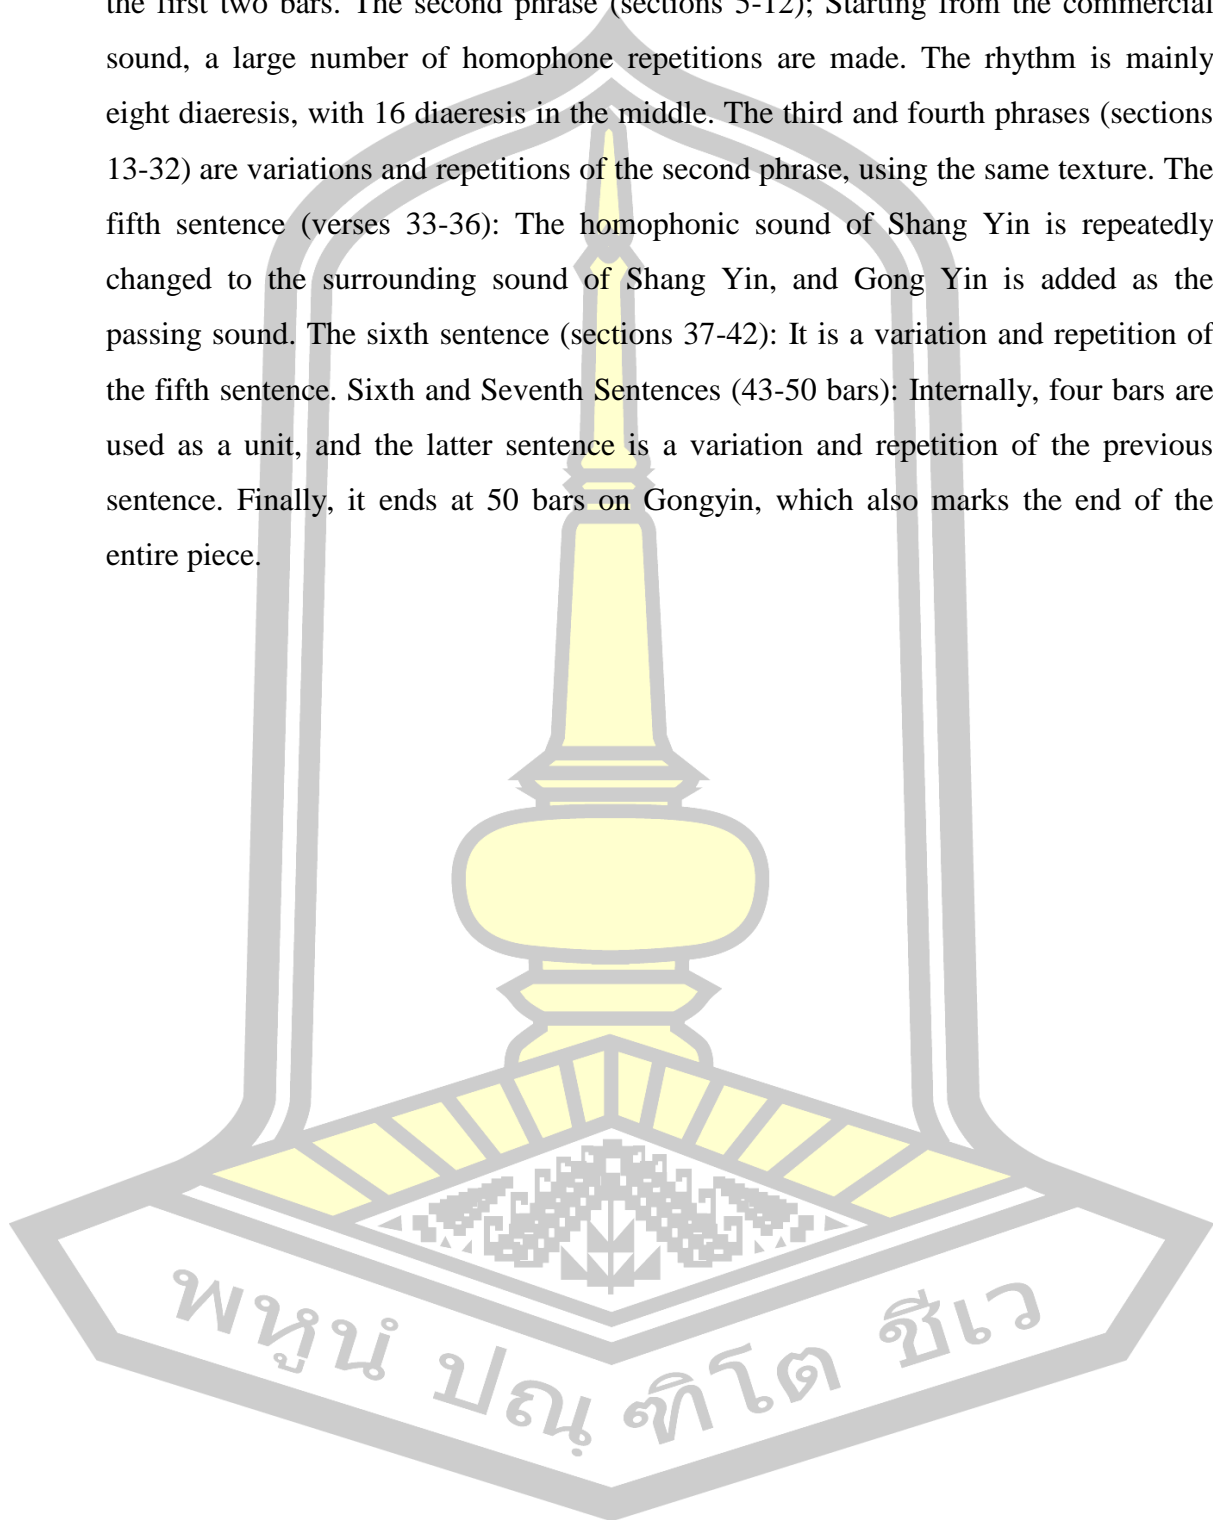 the first two bars. The second phrase (sections 5-12); Starting from the commercial
sound, a large number of homophone repetitions are made. The rhythm is mainly
eight diaeresis, with 16 diaeresis in the middle. The third and fourth phrases (sections
13-32) are variations and repetitions of the second phrase, using the same texture. The
fifth sentence (verses 33-36): The homophonic sound of Shang Yin is repeatedly
changed to the surrounding sound of Shang Yin, and Gong Yin is added as the
passing sound. The sixth sentence (sections 37-42): It is a variation and repetition of
the fifth sentence. Sixth and Seventh Sentences (43-50 bars): Internally, four bars are
used as a unit, and the latter sentence is a variation and repetition of the previous
sentence. Finally, it ends at 50 bars on Gongyin, which also marks the end of the
entire piece.
พหูนํ ปณฺฑิโต ชีเว